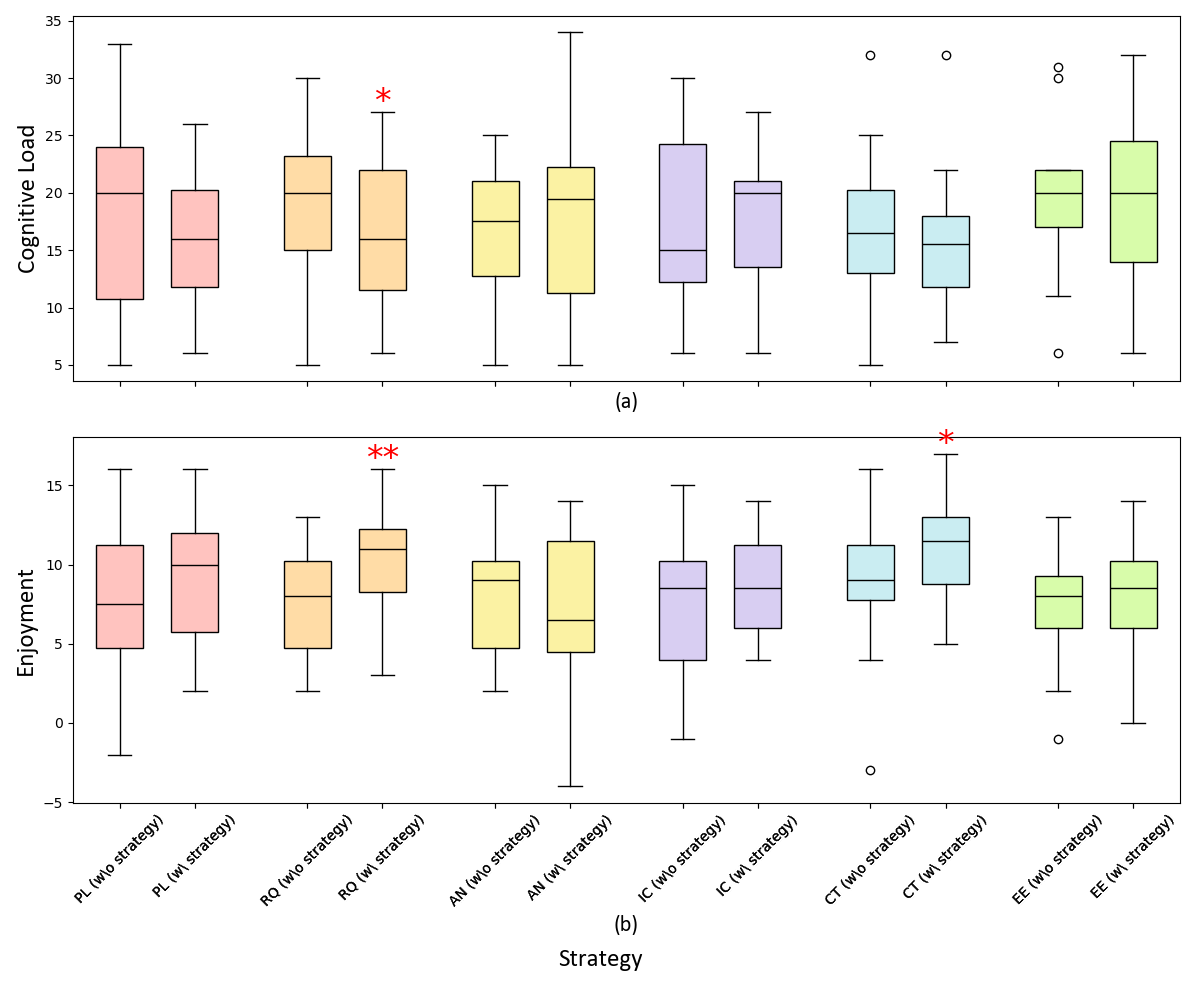 35
30
25
20
15
10
5
Cognitive Load
*
(a)
15
10
5
0
−5
Enjoyment
**
*
PL (w\o strategy)
PL (w\ strategy)
RQ (w\o strategy)
RQ (w\ strategy)
AN (w\o strategy)
AN (w\ strategy)
IC (w\o strategy)
IC (w\ strategy)
CT (w\o strategy)
CT (w\ strategy)
EE (w\o strategy)
EE (w\ strategy)
(b)
Strategy